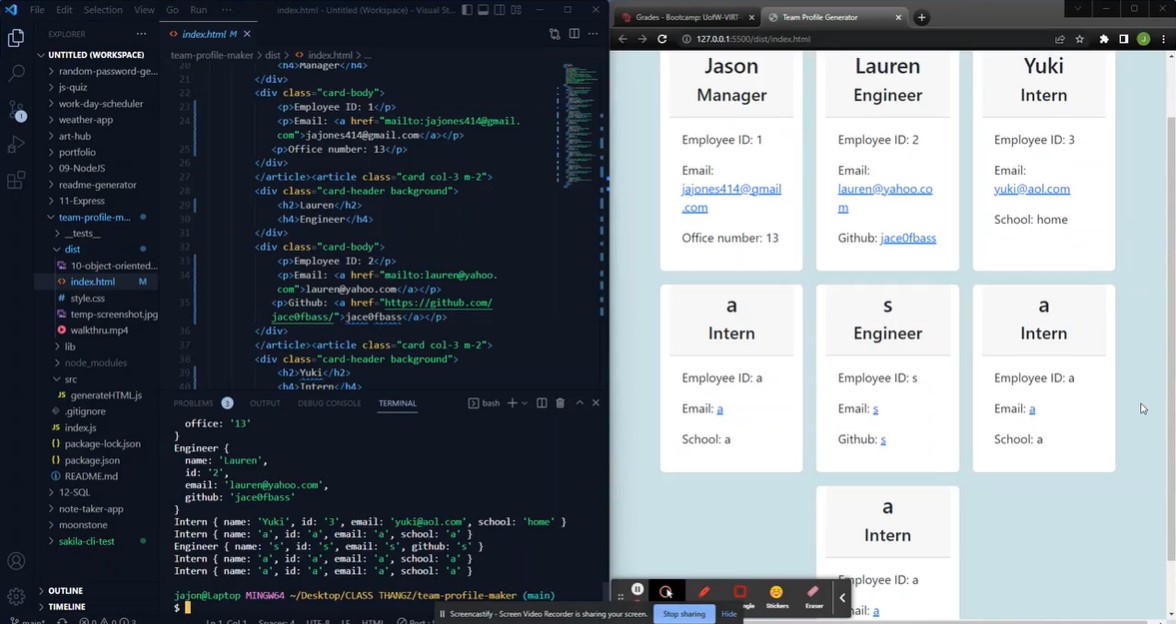 File Edit Selection View Go Run ··· index.html - Untitled (Workspace) - Visual St...
EXPLORER ···
UNTITLED (WORKSPACE)
random-password-ge...
js-quiz
work-day-scheduler
weather-app
art-hub
portfolio
09-NodeJS
readme-generator
11-Express
team-profile-m...
__tests__
dist
10-object-oriented...
index.html M
style.css
temp-screenshot.jpg
walkthru.mp4
lib
node_modules
src
generateHTML.js
.gitignore
index.js
package-lock.json
package.json
README.md
12-SQL
note-taker-app
moonstone
sakila-cli-test
OUTLINE
TIMELINE
index.html M
team-profile-maker > dist > index.html > ...
20 <h4>Manager</h4>
21 </div>
22 <div class="card-body">
23 <p>Employee ID: 1</p>
24 <p>Email: <a href="mailto:jajones414@gmail.
com">jajones414@gmail.com</a></p>
25 <p>Office number: 13</p>
26 </div>
27 </article><article class="card col-3 m-2">
28 <div class="card-header background">
29 <h2>Lauren</h2>
30 <h4>Engineer</h4>
31 </div>
32 <div class="card-body">
33 <p>Employee ID: 2</p>
34 <p>Email: <a href="mailto:lauren@yahoo.
com">lauren@yahoo.com</a></p>
35 <p>Github: <a href="https://github.com/
jace0fbass/">jace0fbass</a></p>
36 </div>
37 </article><article class="card col-3 m-2">
38 <div class="card-header background">
39 <h2>Yuki</h2>
40 <h4>Intern</h4>
PROBLEMS 3 OUTPUT DEBUG CONSOLE TERMINAL bash
office: '13'
}
Engineer {
name: 'Lauren',
id: '2',
email: 'lauren@yahoo.com',
github: 'jace0fbass'
}
Intern { name: 'Yuki', id: '3', email: 'yuki@aol.com', school: 'home' }
Intern { name: 'a', id: 'a', email: 'a', school: 'a' }
Engineer { name: 's', id: 's', email: 's', github: 's' }
Intern { name: 'a', id: 'a', email: 'a', school: 'a' }
Intern { name: 'a', id: 'a', email: 'a', school: 'a' }
jajon@Laptop MINGW64 ~/Desktop/CLASS THANGZ/team-profile-maker (main)
$
Grades - Bootcamp: UofW-VIRT-
Team Profile Generator
127.0.0.1:5500/dist/index.html
Jason
Manager
Employee ID: 1
Email:
jajones414@gmail
.com
Office number: 13
Lauren
Engineer
Employee ID: 2
Email:
lauren@yahoo.co
m
Github: jace0fbass
Yuki
Intern
Employee ID: 3
Email:
yuki@aol.com
School: home
a
Intern
Employee ID: a
Email: a
School: a
s
Engineer
Employee ID: s
Email: s
Github: s
a
Intern
Employee ID: a
Email: a
School: a
a
Intern
Employee ID: a
Email: a
Stickers
Eraser
Screencastify - Screen Video Recorder is sharing your screen.
Stop sharing
Hide